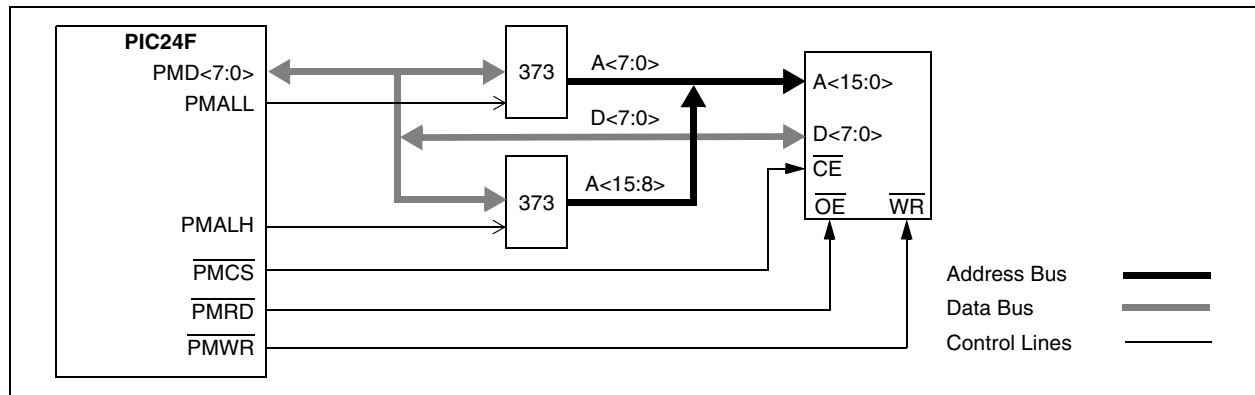 PIC24F
PMD<7:0>
PMALL
PMALH
PMCS
PMRD
PMWR
373
373
A<7:0>
D<7:0>
A<15:8>
A<15:0>
D<7:0>
CE
OE WR
Address Bus
Data Bus
Control Lines